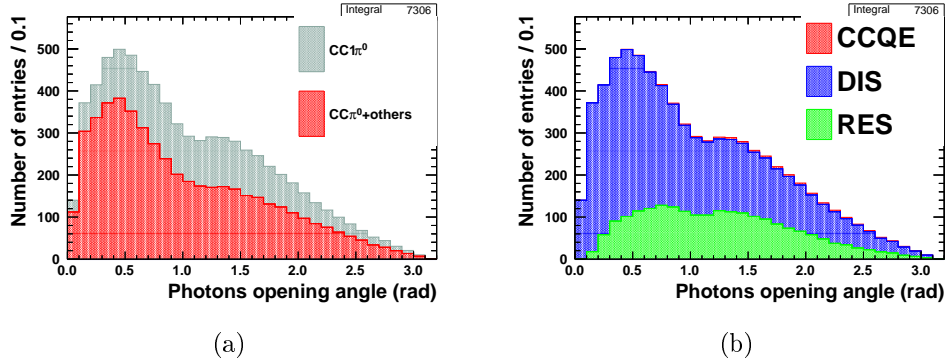 Integral 7306
Number of entries / 0.1
500
400
300
200
100
0
CC1π⁰
CCπ⁰+others
0.0 0.5 1.0 1.5 2.0 2.5 3.0
Photons opening angle (rad)
(a)
Integral 7306
Number of entries / 0.1
500
400
300
200
100
0
CCQE
DIS
RES
0.0 0.5 1.0 1.5 2.0 2.5 3.0
Photons opening angle (rad)
(b)